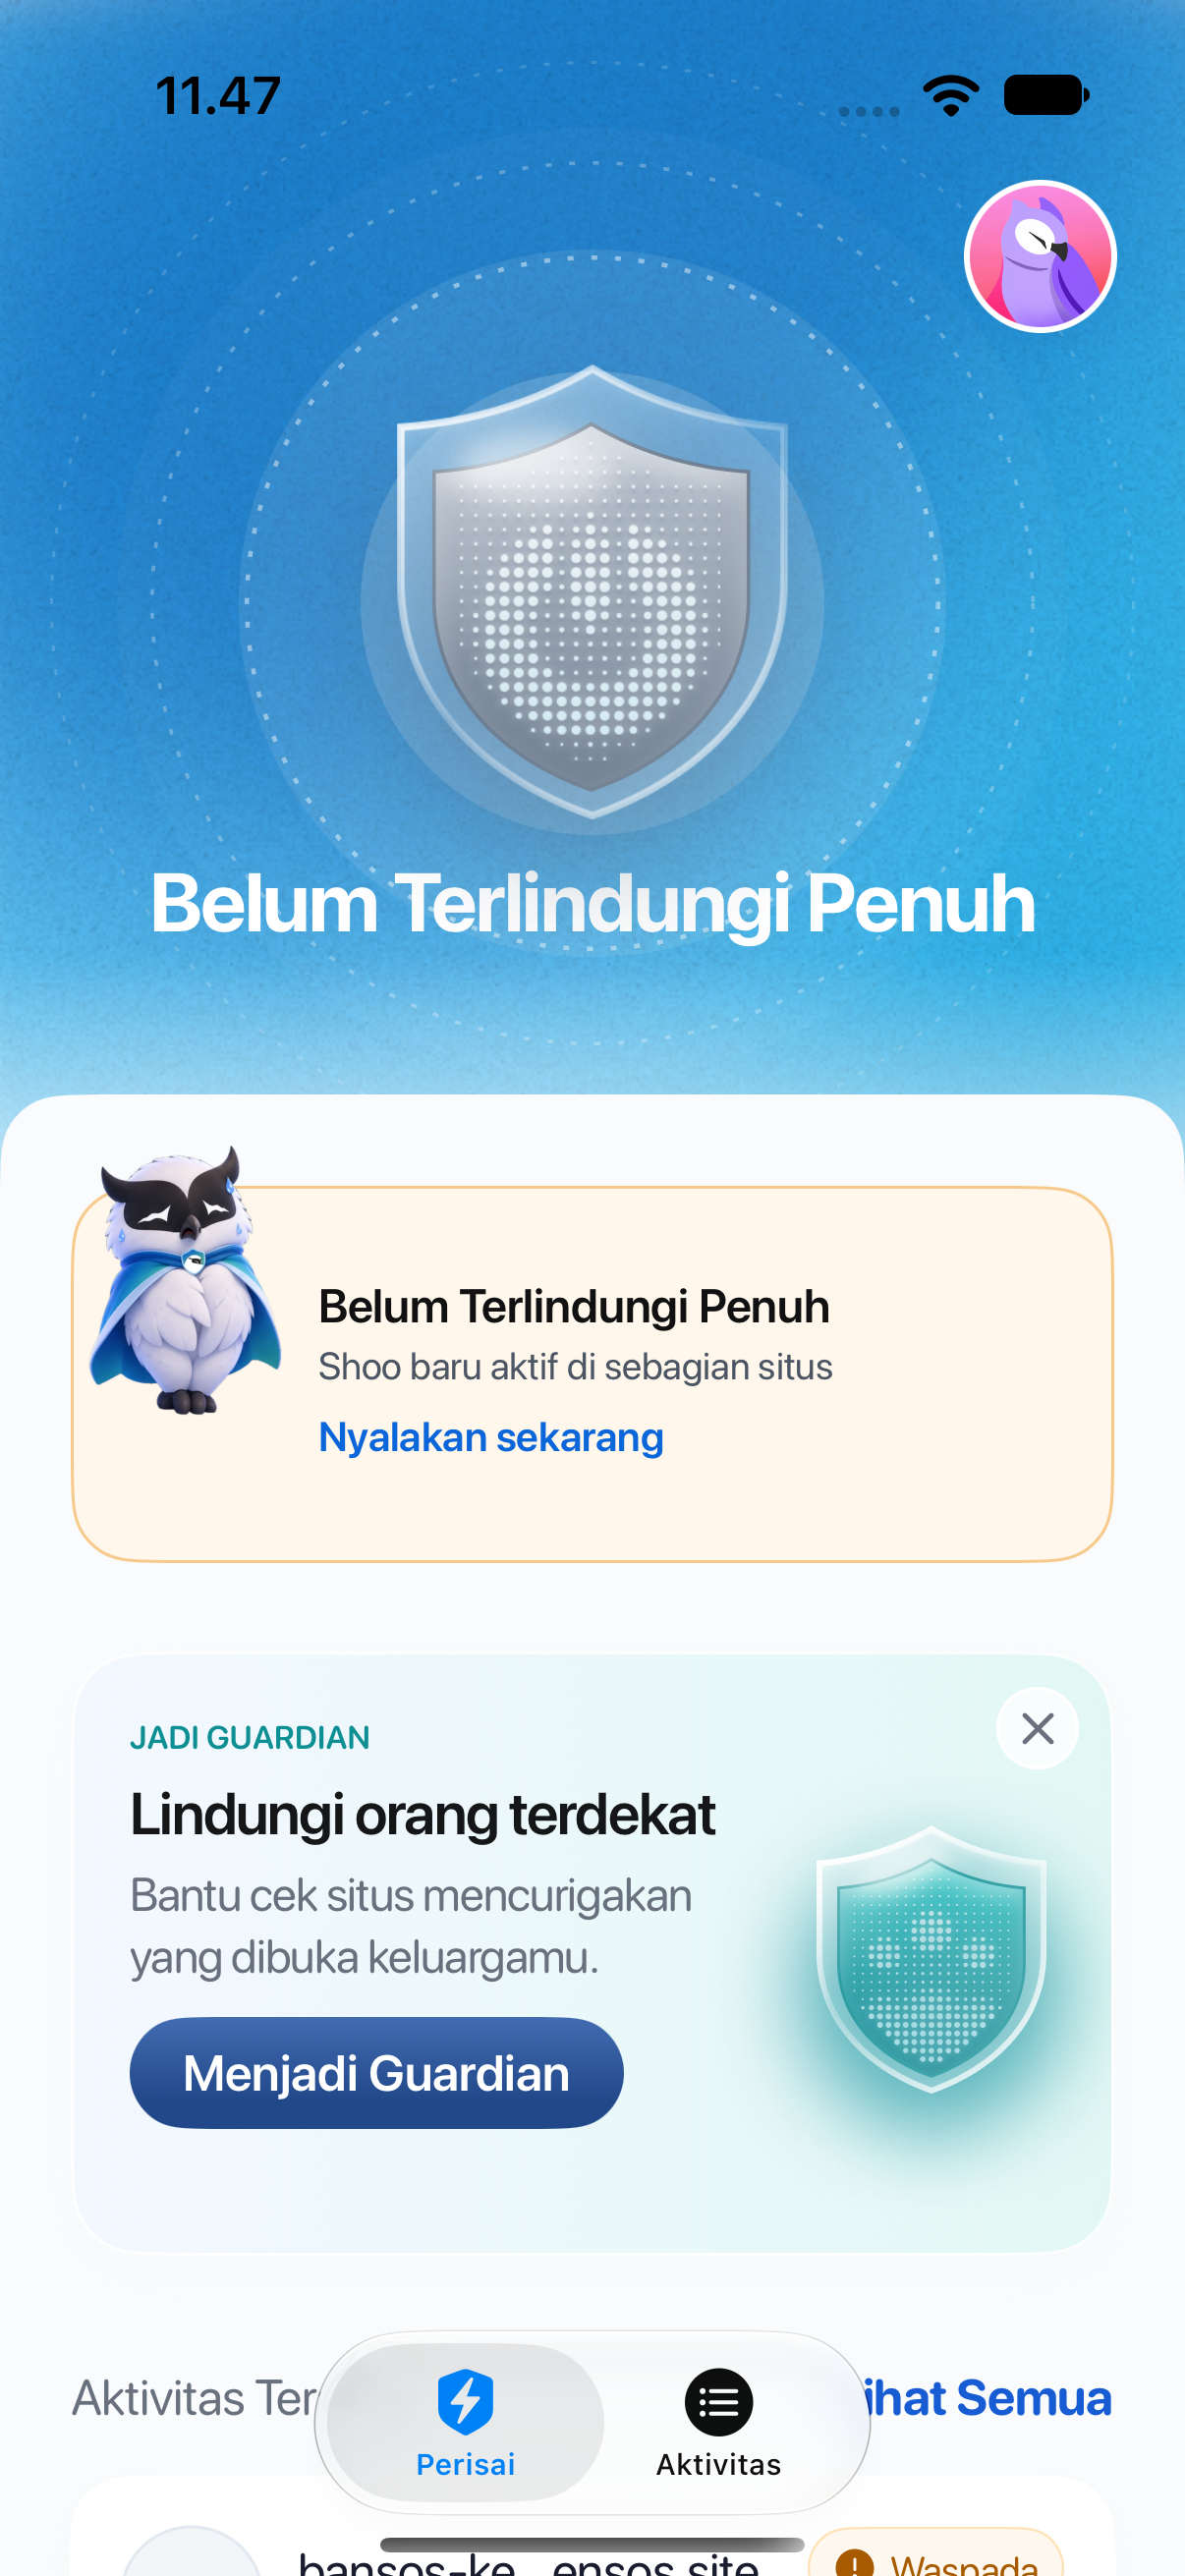 11.47
Belum Terlindungi Penuh
Belum Terlindungi Penuh
Shoo baru aktif di sebagian situs
Nyalakan sekarang
JADI GUARDIAN
Lindungi orang terdekat
Bantu cek situs mencurigakan
yang dibuka keluargamu.
Menjadi Guardian
Aktivitas Ter
ihat Semua
Perisai
Aktivitas
Waspada